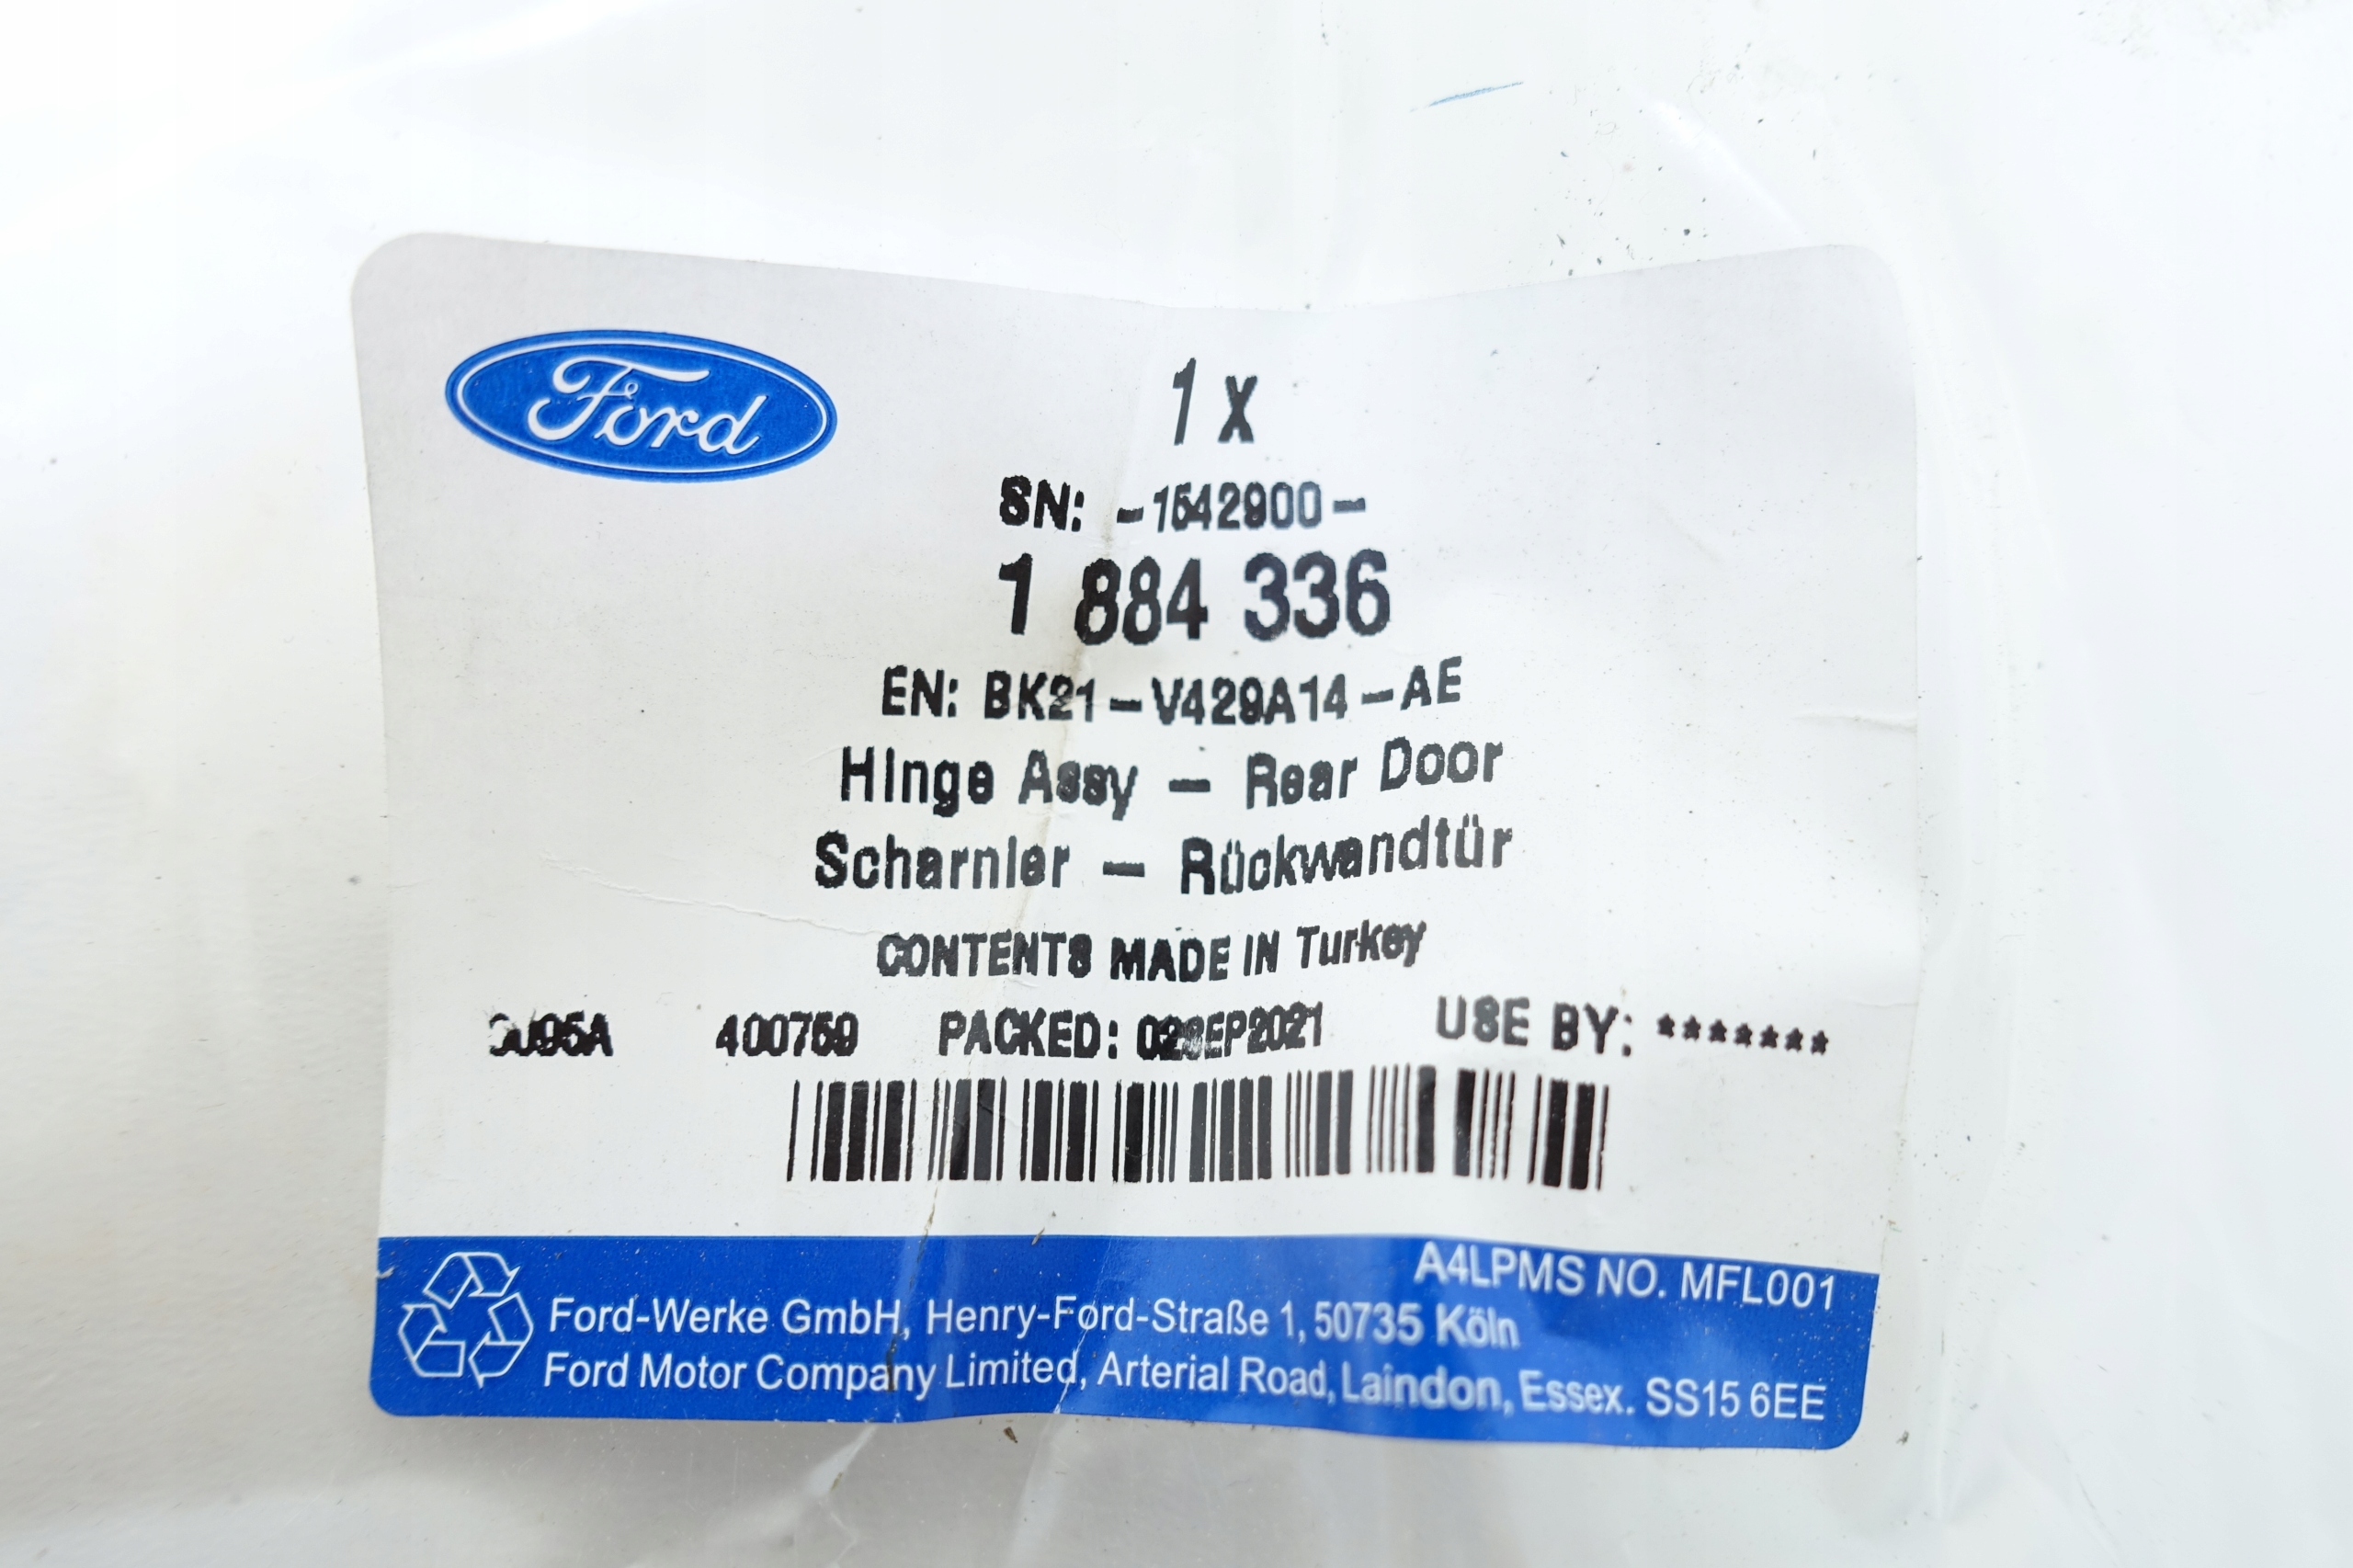 Ford
1 x
SN: -1542900-
1 884 336
EN: BK21-V429A14-AE
Hinge Assy - Rear Door
Scharnier - Rückwandtür
CONTENTS MADE IN Turkey
400759 PACKED: 02SEP2021 USE BY: *******
A4LPMS NO. MFL001
Ford-Werke GmbH, Henry-Ford-Straße 1, 50735 Köln
Ford Motor Company Limited, Arterial Road, Laindon, Essex. SS15 6EE